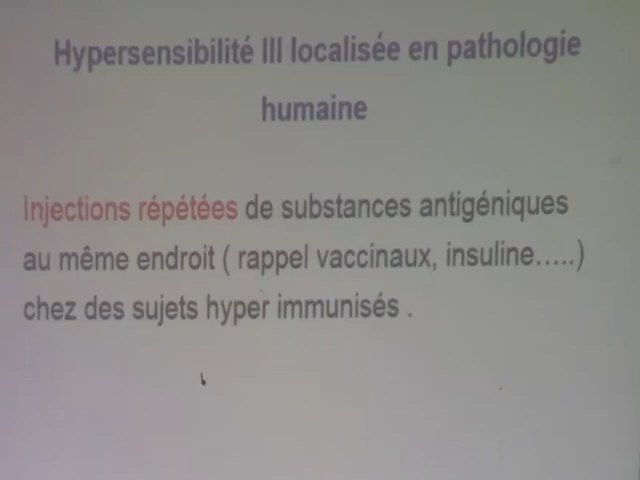 Hypersensibilité III localisée en pathologie
humaine
Injections répétées de substances antigéniques
au même endroit ( rappel vaccinaux, insuline.....)
chez des sujets hyper immunisés .